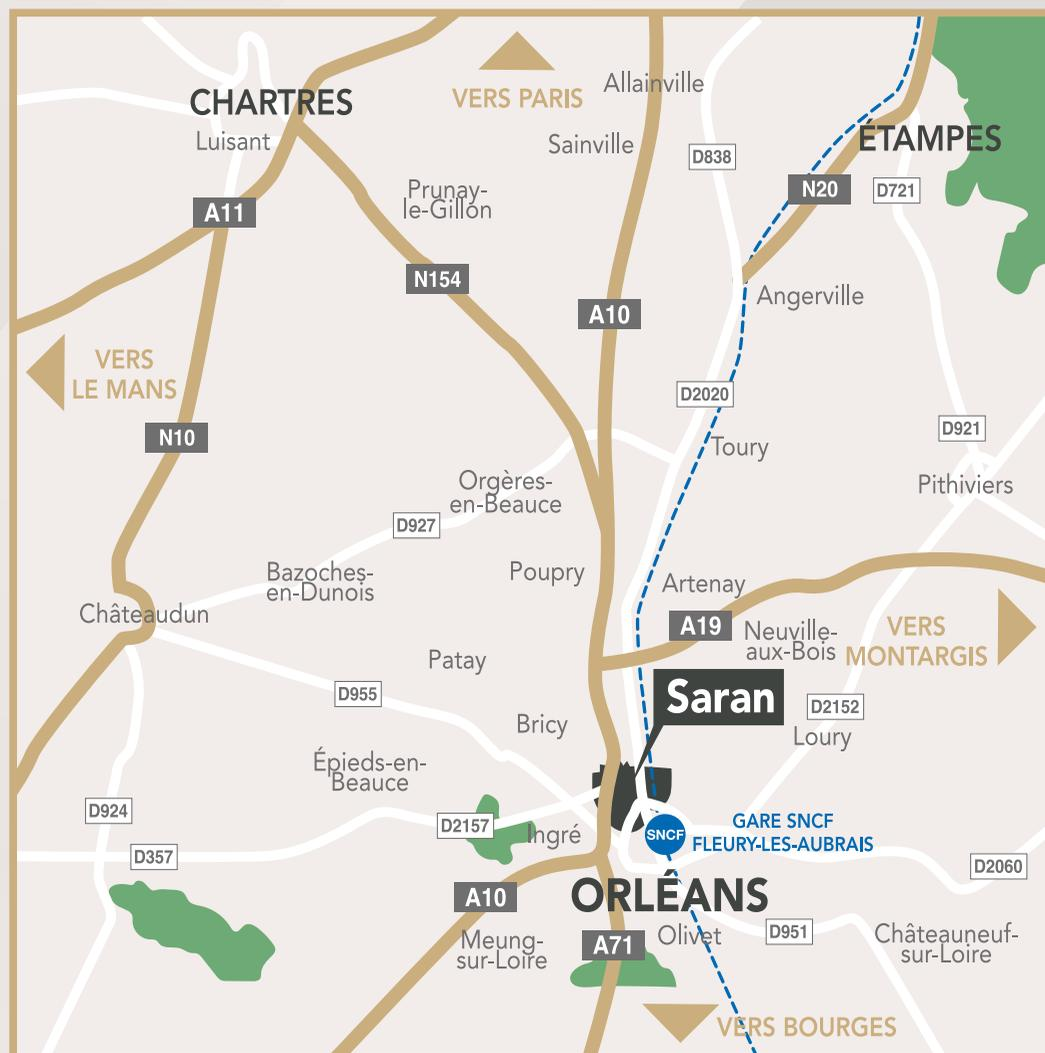 Allainville
VERS PARIS
CHARTRES
ETAMPES
Luisant
Sainville
D838
N20
D721
Prunay-
le-Gillon
A11
N154
Angerville
A10
VERS
LE MANS
D2020
N10
D921
Toury
Orgères-
en-Beauce
Pithiviers
D927
Poupry
Bazoches-
en-Dunois
Artenay
Châteaudun
A19
Neuville-
aux-Bois
VERS
MONTARGIS
Patay
D955
Saran
D2152
Bricy
Loury
Épieds-en-
Beauce
D924
D2157
Ingré
SNCF
GARE SNCF
FLEURY-LES-AUBRAIS
D357
D2060
A10
ORLÉANS
Meung-
sur-Loire
A71
Olivet
D951
Châteauneuf-
sur-Loire
VERS BOURGES